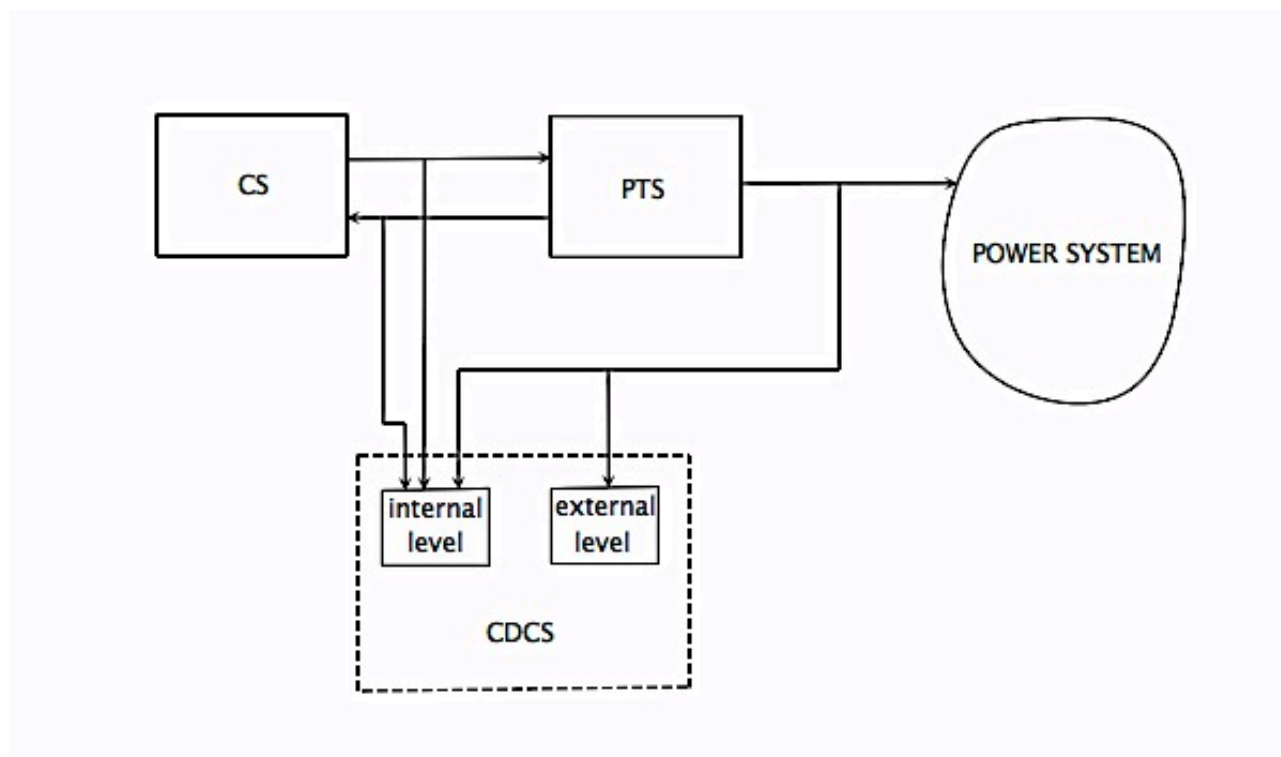 CS
PTS
POWER SYSTEM
internal
level
external
level
CDCS